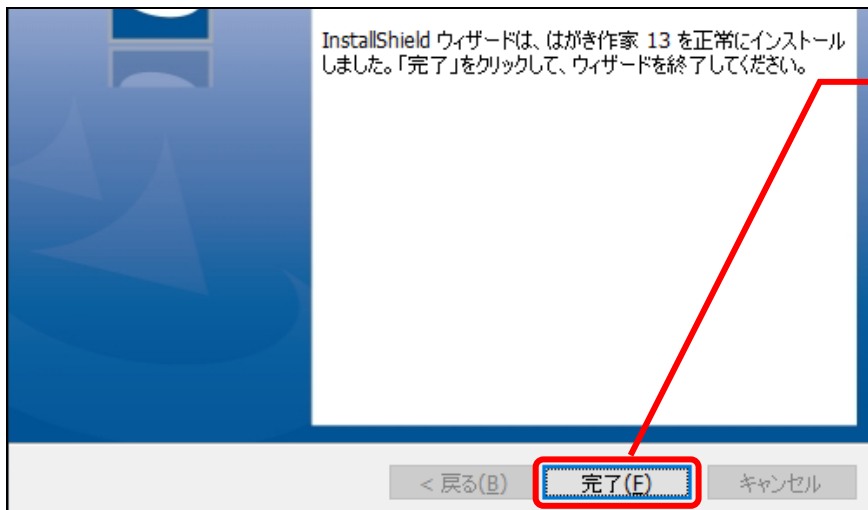 InstallShield ウィザードは、はがき作家 13 を正常にインストール
しました。「完了」をクリックして、ウィザードを終了してください。
< 戻る(B) 完了(F) キャンセル